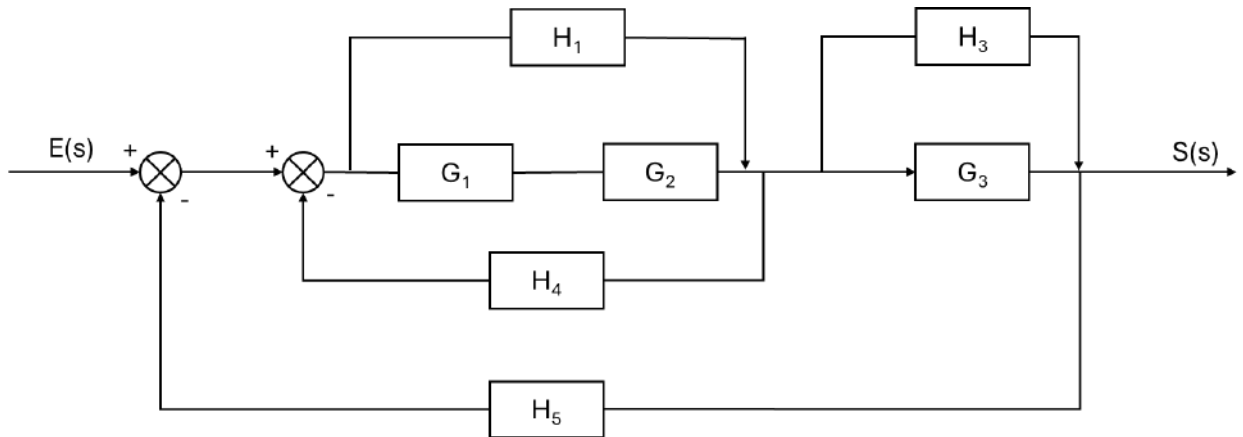 H₁
H₃
E(s) + + G₁ G₂ G₃ S(s)
- -
H₄
H₅